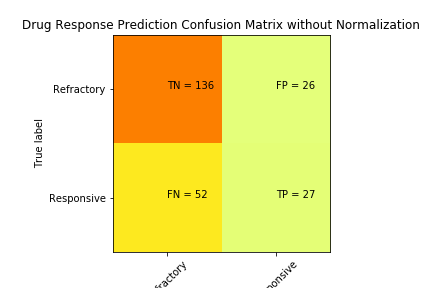 Drug Response Prediction Confusion Matrix without Normalization
Refractory
TN = 136
FP = 26
True label
Responsive
FN = 52
TP = 27